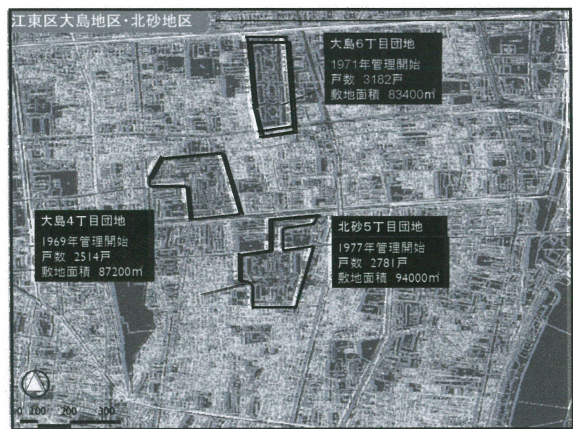 江東区大島地区・北砂地区
大島6丁目団地
1971年管理開始
戸数 3182戸
敷地面積 83400㎡
大島4丁目団地
1969年管理開始
戸数 2514戸
敷地面積 87200㎡
北砂5丁目団地
1977年管理開始
戸数 2781戸
敷地面積 94000㎡
0 100 200 300